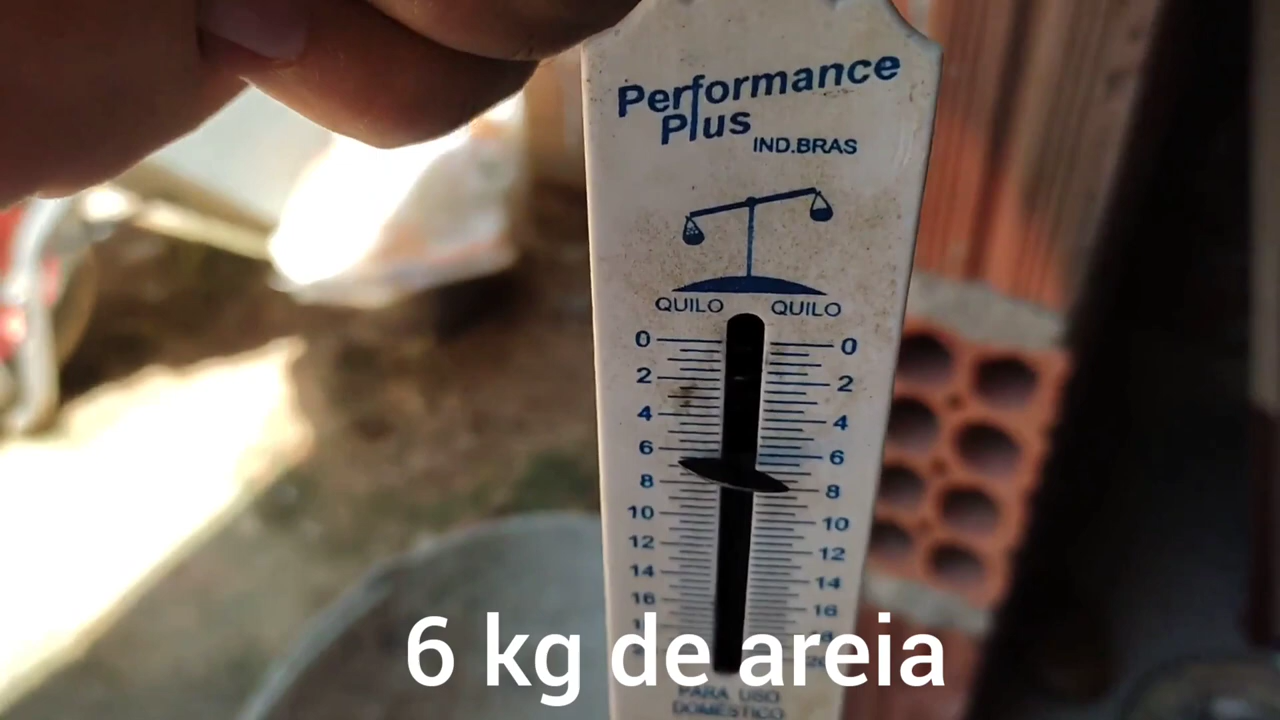 Performance
Plus
IND.BRAS
QUILO QUILO
0 0
2 2
4 4
6 6
8 8
10 10
12 12
14 14
16 16
6 kg de areia
PARA USO
DOMÉSTICO